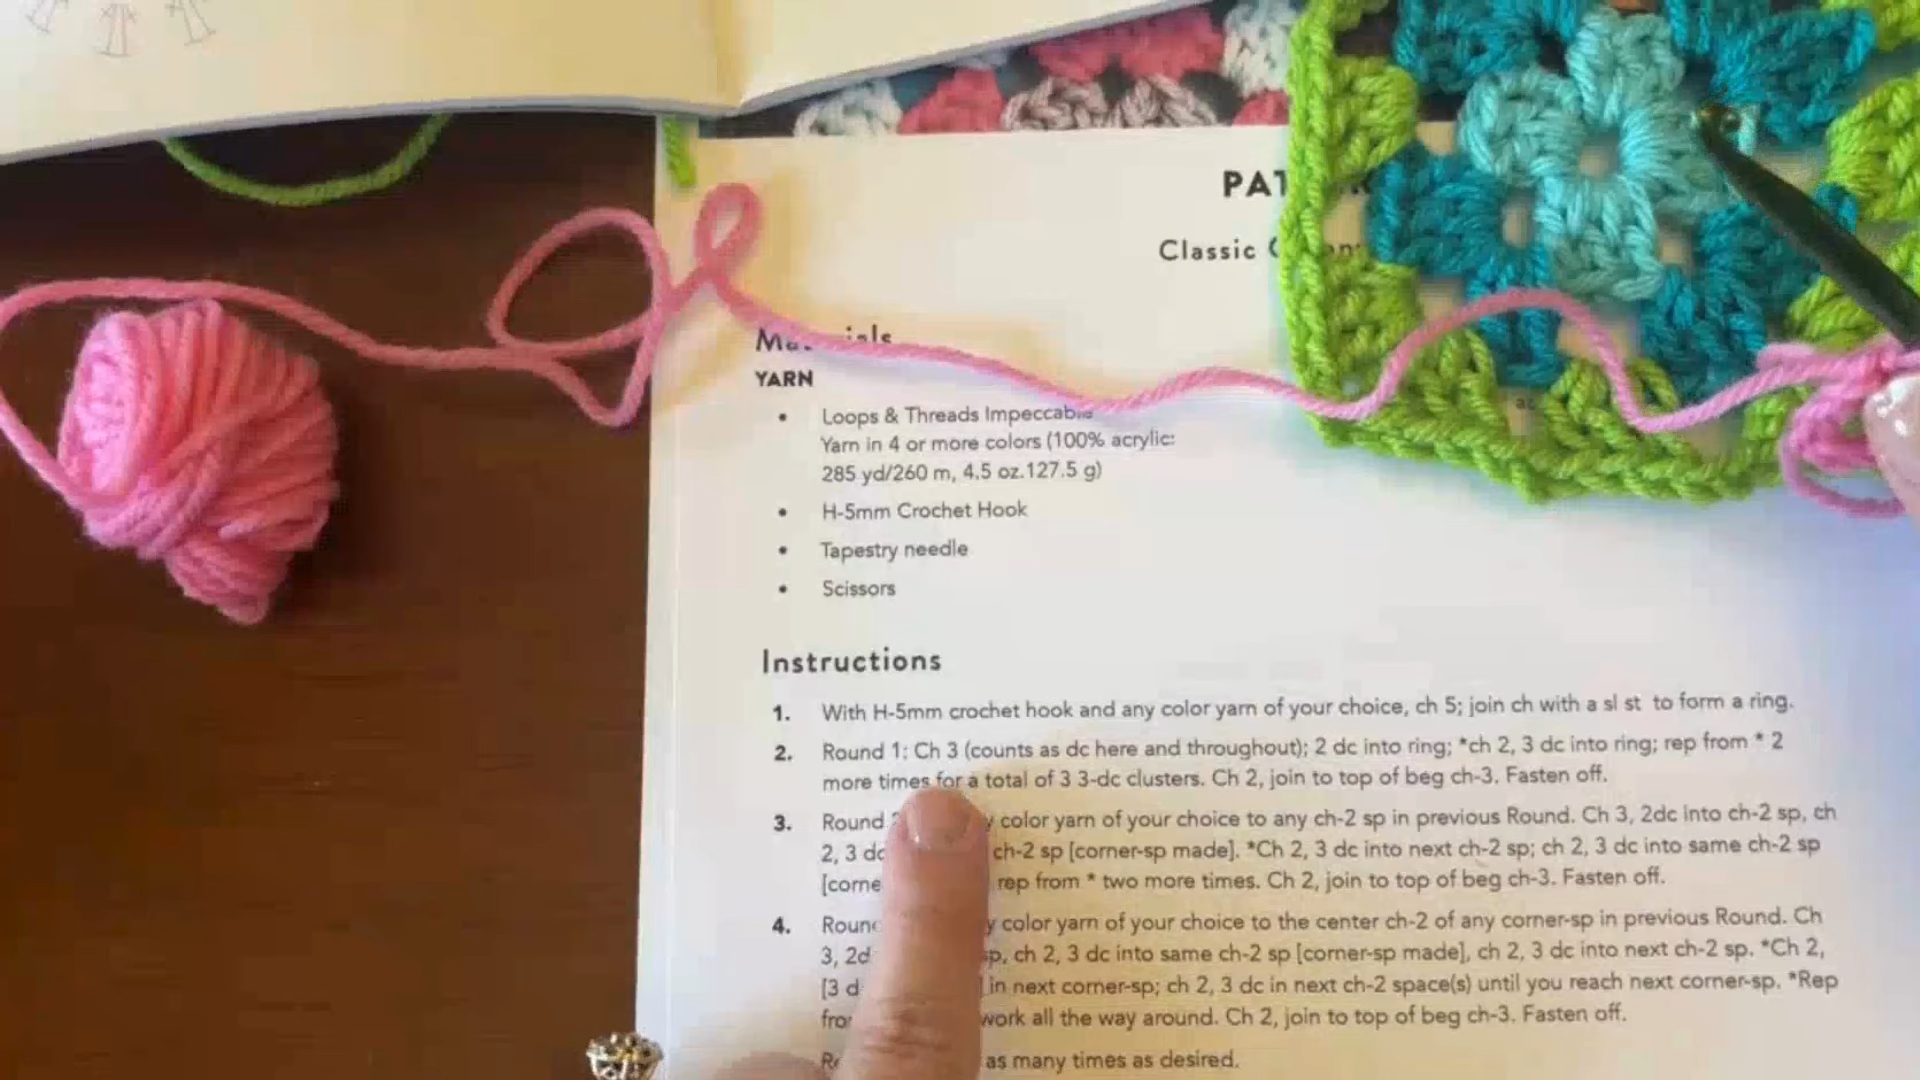 Classic
YARN
Loops & Threads Impeccable
Yarn in 4 or more colors (100% acrylic:
285 yd/260 m, 4.5 oz.127.5 g)
H-5mm Crochet Hook
Tapestry needle
Scissors
Instructions
1. With H-5mm crochet hook and any color yarn of your choice, ch 5; join ch with a sl st to form a ring.
2. Round 1: Ch 3 (counts as dc here and throughout); 2 dc into ring; *ch 2, 3 dc into ring; rep from * 2
more times for a total of 3 3-dc clusters. Ch 2, join to top of beg ch-3. Fasten off.
3. Round color yarn of your choice to any ch-2 sp in previous Round. Ch 3, 2dc into ch-2 sp, ch
2, 3 ch-2 sp [corner-sp made]. *Ch 2, 3 dc into next ch-2 sp; ch 2, 3 dc into same ch-2 sp
rep from * two more times. Ch 2, join to top of beg ch-3. Fasten off.
4. color yarn of your choice to the center ch-2 of any corner-sp in previous Round. Ch
3, ch 2, 3 dc into same ch-2 sp [corner-sp made], ch 2, 3 dc into next ch-2 sp. *Ch 2,
[3 in next corner-sp; ch 2, 3 dc in next ch-2 space(s) until you reach next corner-sp. *Rep
work all the way around. Ch 2, join to top of beg ch-3. Fasten off.
as many times as desired.